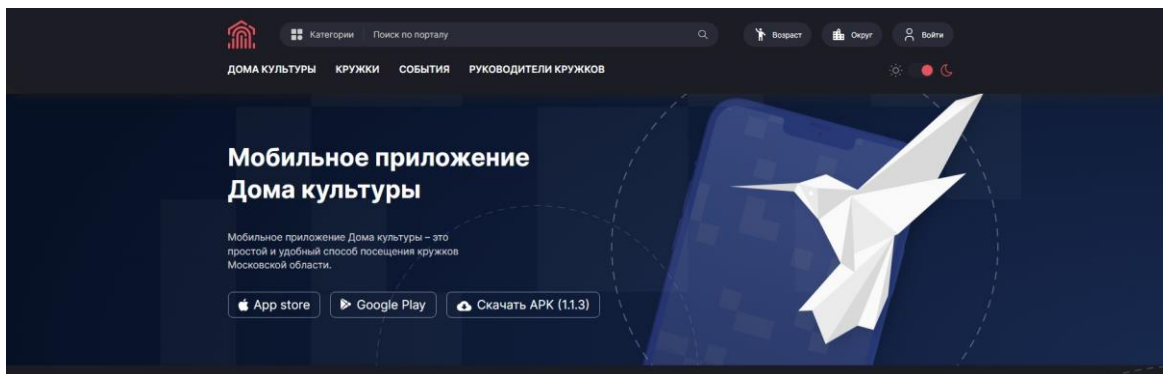 Категории Поиск по порталу Возраст Округ Войти
ДОМА КУЛЬТУРЫ КРУЖКИ СОБЫТИЯ РУКОВОДИТЕЛИ КРУЖКОВ
Мобильное приложение
Дома культуры
Мобильное приложение Дома культуры – это
простой и удобный способ посещения кружков
Московской области.
App store Google Play Скачать APK (1.1.3)